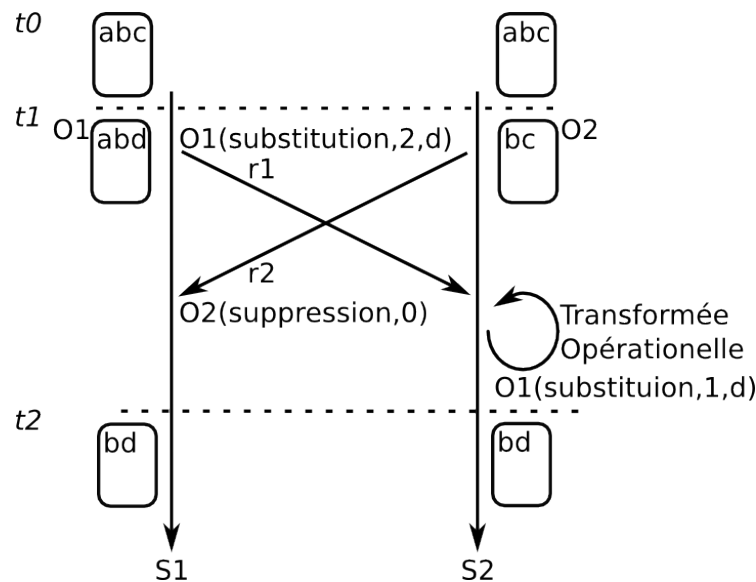 t0
abc
abc
t1
O1
abd
O1(substitution,2,d)
bc
O2
r1
r2
O2(suppression,0)
Transformée
Opérationelle
O1(substituion,1,d)
t2
bd
bd
S1
S2